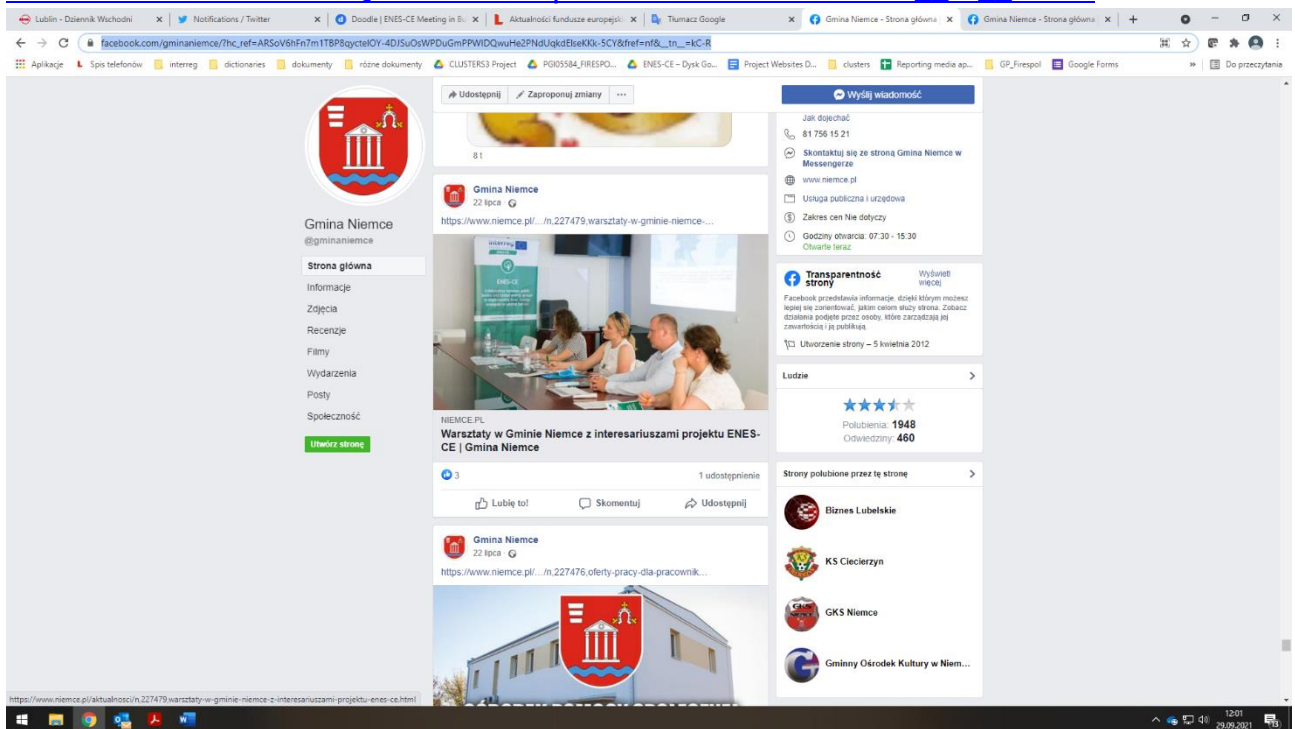 Lublin - Dziennik Wschodni
Notifications / Twitter
Doodle | ENES-CE Meeting in Bu
Aktualności fundusze europejsk
Tłumacz Google
Gmina Niemce - Strona główna
Gmina Niemce - Strona główna
facebook.com/gminaniemce/?hc_ref=ARSoV6hFn7m1TBP8qyctelOY-4DJSuOsWPDuGmPPWIDQwuHe2PNdUqkdElseKKk-5CY&fref=nf&__tn__=kC-R
Aplikacje
Spis telefonów
interreg
dictionaries
dokumenty
różne dokumenty
CLUSTERS3 Project
PGI05584_FIRESPO...
ENES-CE – Dysk Go...
Project Websites D...
clusters
Reporting media ap...
GP_Firespol
Google Forms
Do przeczytania
Udostępnij
Zaproponuj zmiany
Wyślij wiadomość
Gmina Niemce
@gminaniemce
Strona główna
Informacje
Zdjęcia
Recenzje
Filmy
Wydarzenia
Posty
Społeczność
Utwórz stronę
81
Gmina Niemce
22 lipca
https://www.niemce.pl/.../n,227479,warsztaty-w-gminie-niemce-...
Interreg
ENES-CE
NIEMCE.PL
Warsztaty w Gminie Niemce z interesariuszami projektu ENES-
CE | Gmina Niemce
3
1 udostępnienie
Lubię to!
Skomentuj
Udostępnij
Gmina Niemce
22 lipca
https://www.niemce.pl/.../n,227476,oferty-pracy-dla-pracownik...
OŚRODEK POMOCY SPOŁECZNEJ
Jak dojechać
81 756 15 21
Skontaktuj się ze stroną Gmina Niemce w
Messengerze
www.niemce.pl
Usługa publiczna i urzędowa
Zakres cen Nie dotyczy
Godziny otwarcia: 07:30 - 15:30
Otwarte teraz
Transparentność
strony
Wyświetl
więcej
Facebook przedstawia informacje, dzięki którym możesz
lepiej się zorientować, jakim celom służy strona. Zobacz
działania podjęte przez osoby, które zarządzają jej
zawartością i ją publikują.
Utworzenie strony – 5 kwietnia 2012
Ludzie
Polubienia: 1948
Odwiedziny: 460
Strony polubione przez tę stronę
Biznes Lubelskie
KS Ciecierzyn
GKS Niemce
Gminny Ośrodek Kultury w Niem...
https://www.niemce.pl/aktualnosci/n,227479,warsztaty-w-gminie-niemce-z-interesariuszami-projektu-enes-ce.html
12:01
29.09.2021